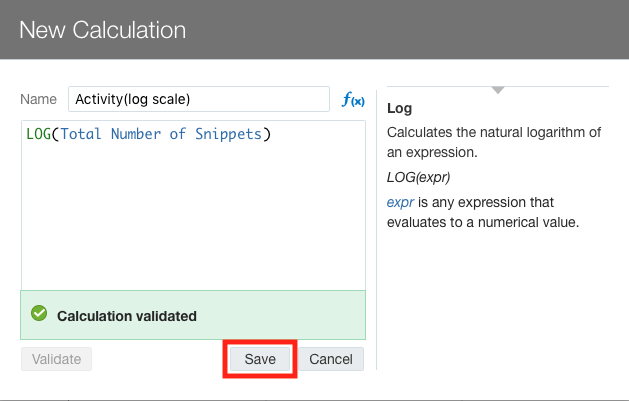 New Calculation
Name Activity(log scale) f(x)
LOG(Total Number of Snippets)
Calculation validated
Validate Save Cancel
Log
Calculates the natural logarithm of
an expression.
LOG(expr)
expr is any expression that
evaluates to a numerical value.